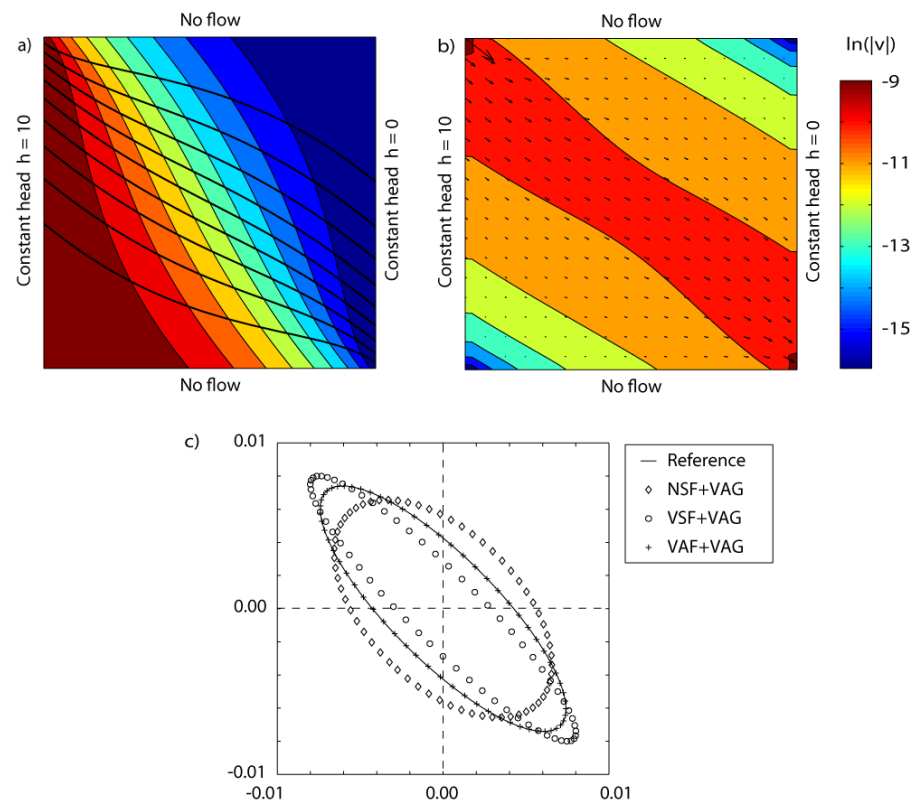 No flow
No flow
a)
b)
ln(|v|)
Constant head h = 10
Constant head h = 0
Constant head h = 10
Constant head h = 0
-9
-11
-13
-15
No flow
No flow
c)
0.01
0.00
-0.01
-0.01
0.00
0.01
Reference
NSF+VAG
VSF+VAG
VAF+VAG